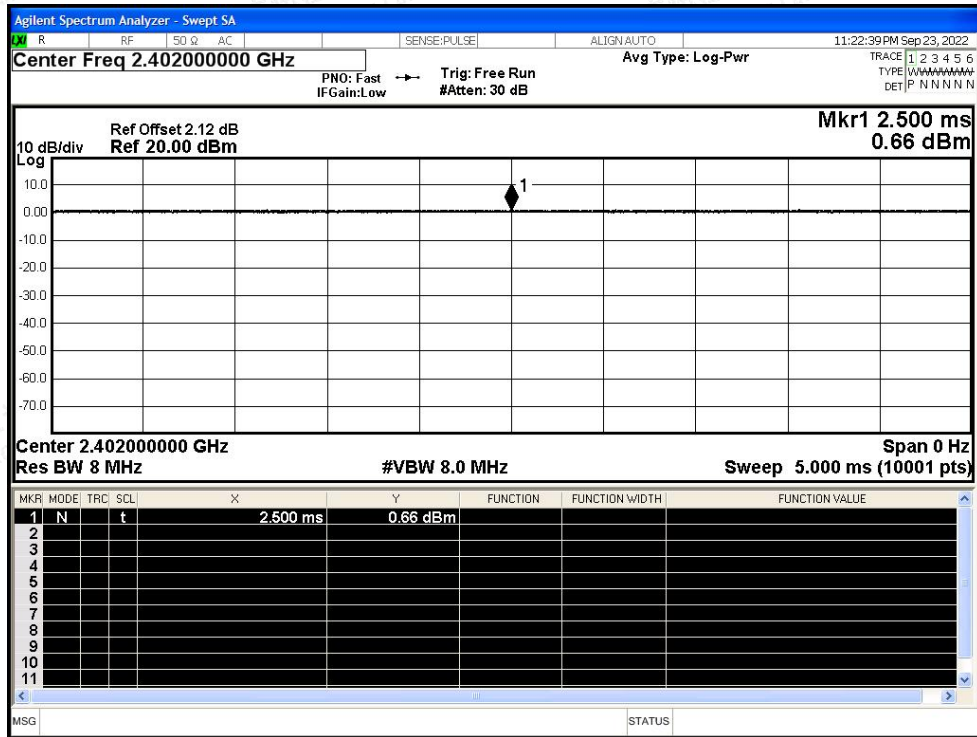 Agilent Spectrum Analyzer - Swept SA
LXI R RF 50 Ω AC SENSE:PULSE ALIGN AUTO 11:22:39 PM Sep 23, 2022
Center Freq 2.402000000 GHz
PNO: Fast
IFGain:Low
Trig: Free Run
#Atten: 30 dB
Avg Type: Log-Pwr
TRACE 1 2 3 4 5 6
TYPE WWWWWWW
DET P N N N N N
Mkr1 2.500 ms
0.66 dBm
Ref Offset 2.12 dB
10 dB/div Ref 20.00 dBm
Log
1
10.0
0.00
-10.0
-20.0
-30.0
-40.0
-50.0
-60.0
-70.0
Center 2.402000000 GHz Span 0 Hz
Res BW 8 MHz #VBW 8.0 MHz Sweep 5.000 ms (10001 pts)
MKR MODE TRC SCL X Y FUNCTION FUNCTION WIDTH FUNCTION VALUE
1 N t 2.500 ms 0.66 dBm
2
3
4
5
6
7
8
9
10
11
MSG STATUS